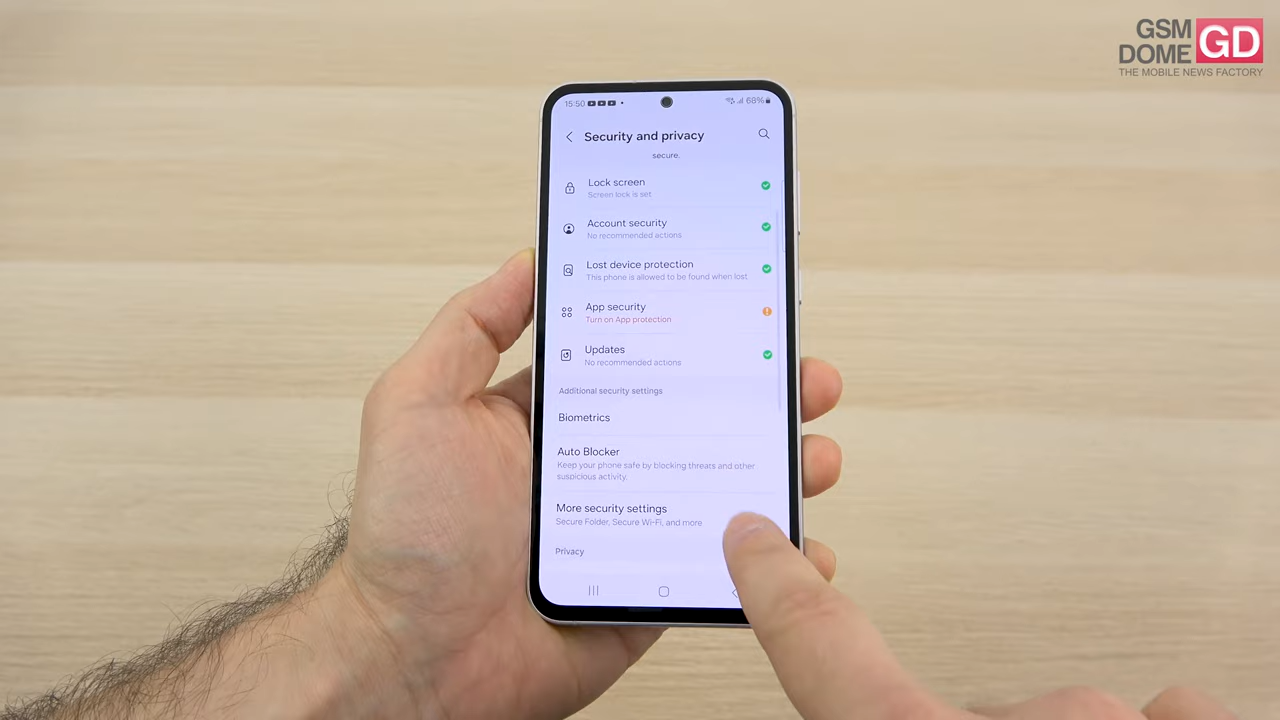 GSM
DOME GD
THE MOBILE NEWS FACTORY
15:50 68%
Security and privacy
secure.
Lock screen
Screen lock is set
Account security
No recommended actions
Lost device protection
This phone is allowed to be found when lost
App security
Turn on App protection
Updates
No recommended actions
Additional security settings
Biometrics
Auto Blocker
Keep your phone safe by blocking threats and other
suspicious activity.
More security settings
Secure Folder, Secure Wi-Fi, and more
Privacy